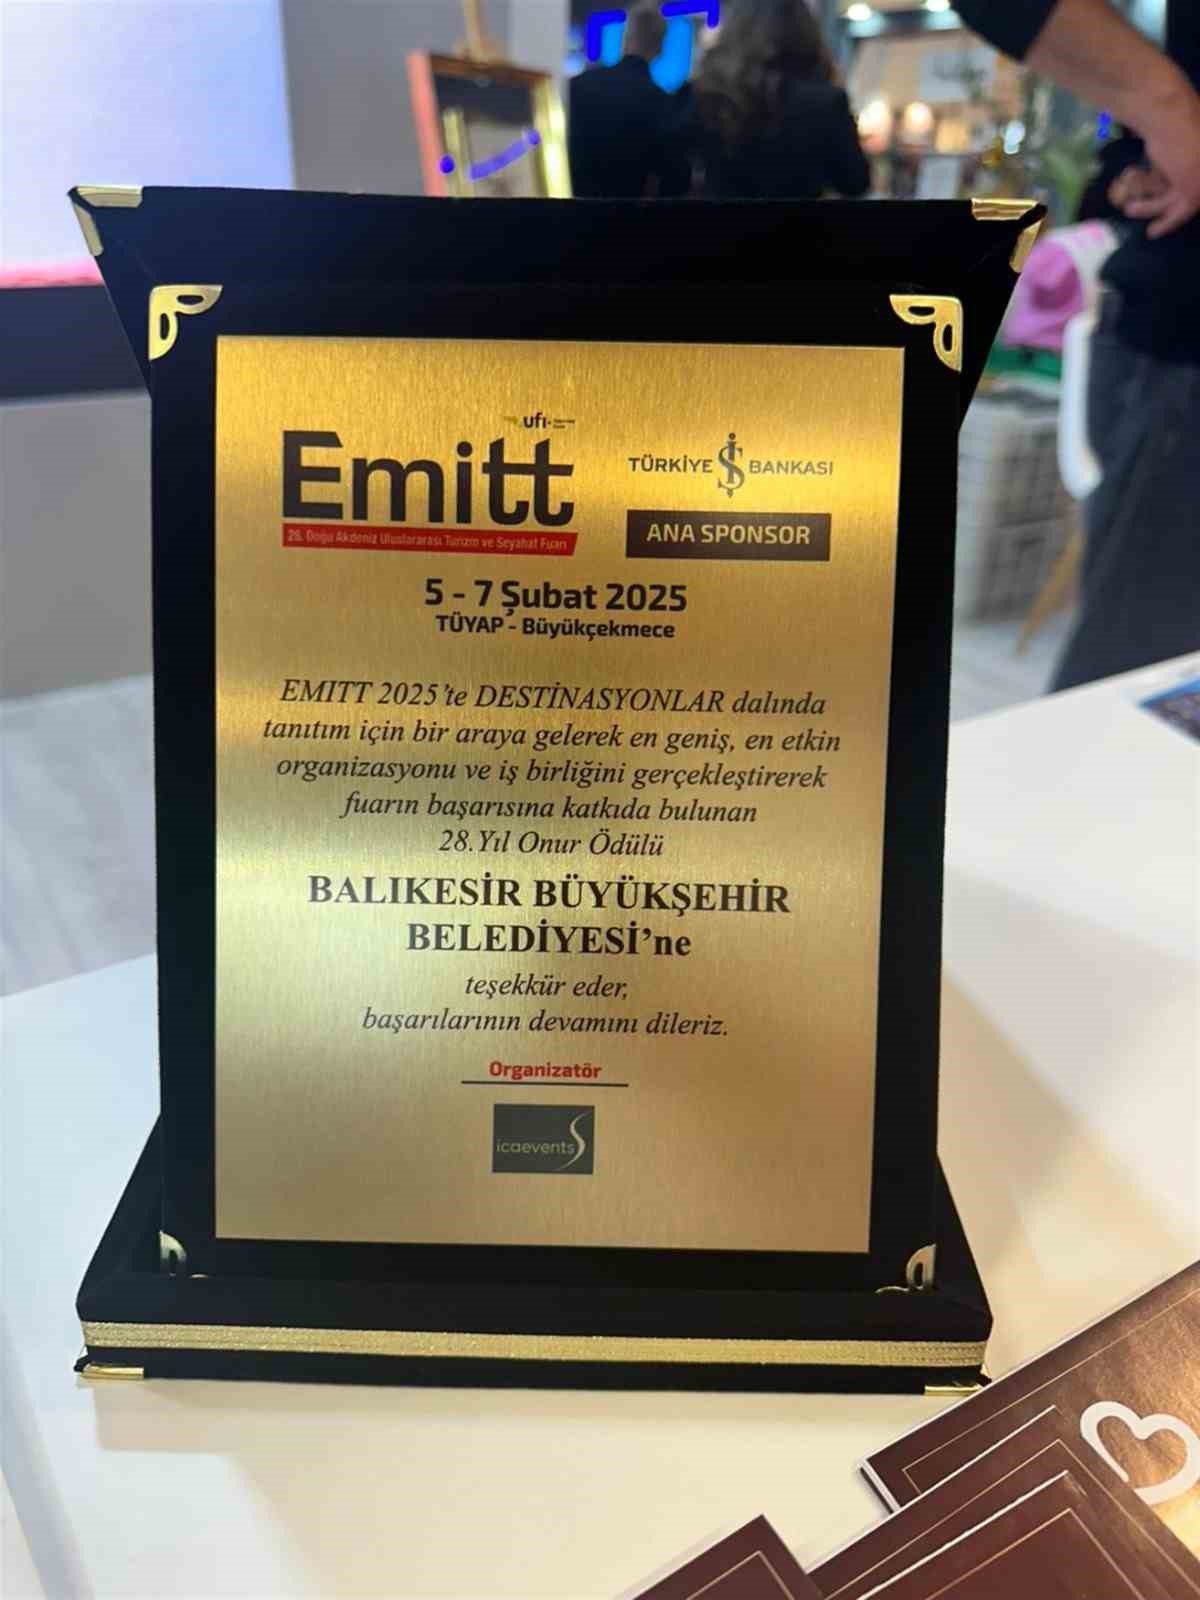 ufi
Emitt
28. Doğu Akdeniz Uluslararası Turizm ve Seyahat Fuarı
TÜRKİYE İŞ BANKASI
ANA SPONSOR
5 - 7 Şubat 2025
TÜYAP - Büyükçekmece
EMITT 2025'te DESTİNASYONLAR dalında
tanıtım için bir araya gelerek en geniş, en etkin
organizasyonu ve iş birliğini gerçekleştirerek
fuarın başarısına katkıda bulunan
28.Yıl Onur Ödülü
BALIKESİR BÜYÜKŞEHİR
BELEDİYESİ’ne
teşekkür eder,
başarılarının devamını dileriz.
Organizatör
icaevents